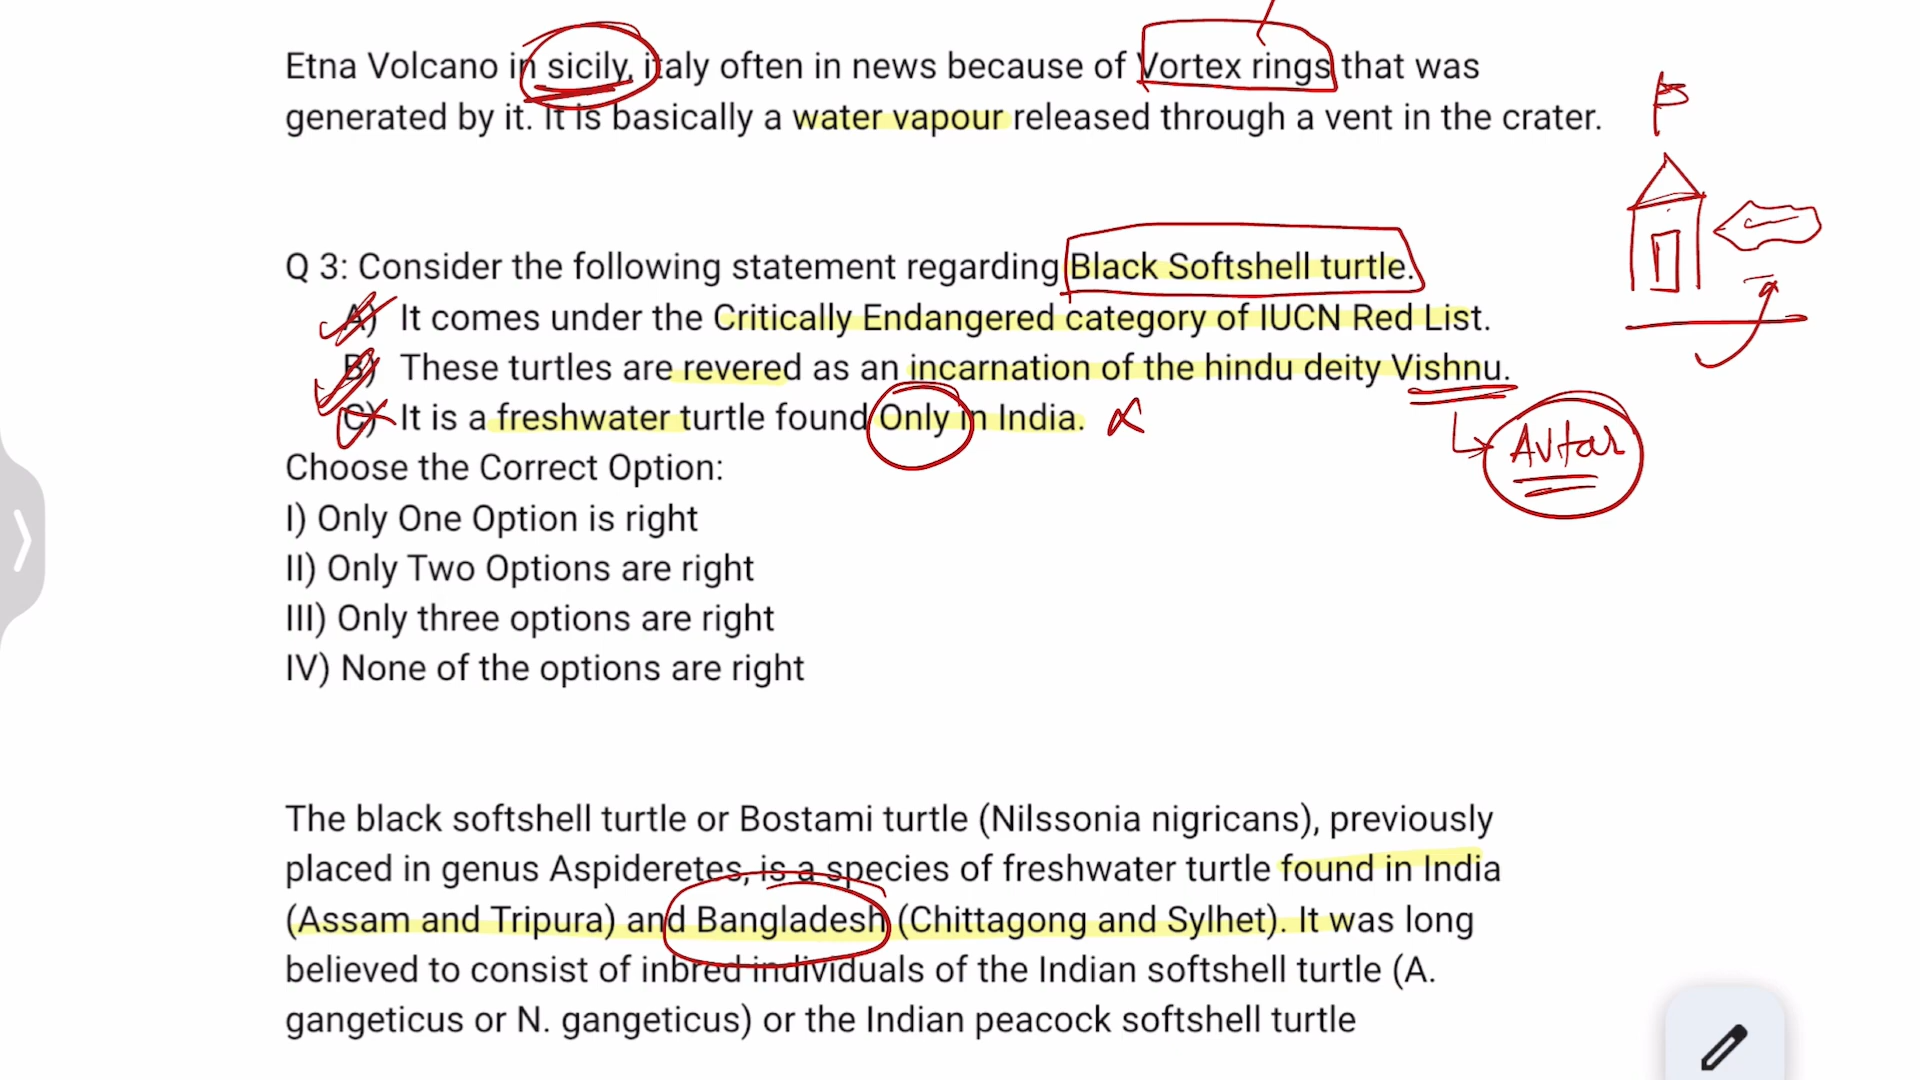 Etna Volcano in sicily, italy often in news because of Vortex rings that was
generated by it. It is basically a water vapour released through a vent in the crater.
Q 3: Consider the following statement regarding Black Softshell turtle.
A) It comes under the Critically Endangered category of IUCN Red List.
B) These turtles are revered as an incarnation of the hindu deity Vishnu.
C) It is a freshwater turtle found Only in India.
Avtar
Choose the Correct Option:
I) Only One Option is right
II) Only Two Options are right
III) Only three options are right
IV) None of the options are right
The black softshell turtle or Bostami turtle (Nilssonia nigricans), previously
placed in genus Aspideretes, is a species of freshwater turtle found in India
(Assam and Tripura) and Bangladesh (Chittagong and Sylhet). It was long
believed to consist of inbred individuals of the Indian softshell turtle (A.
gangeticus or N. gangeticus) or the Indian peacock softshell turtle